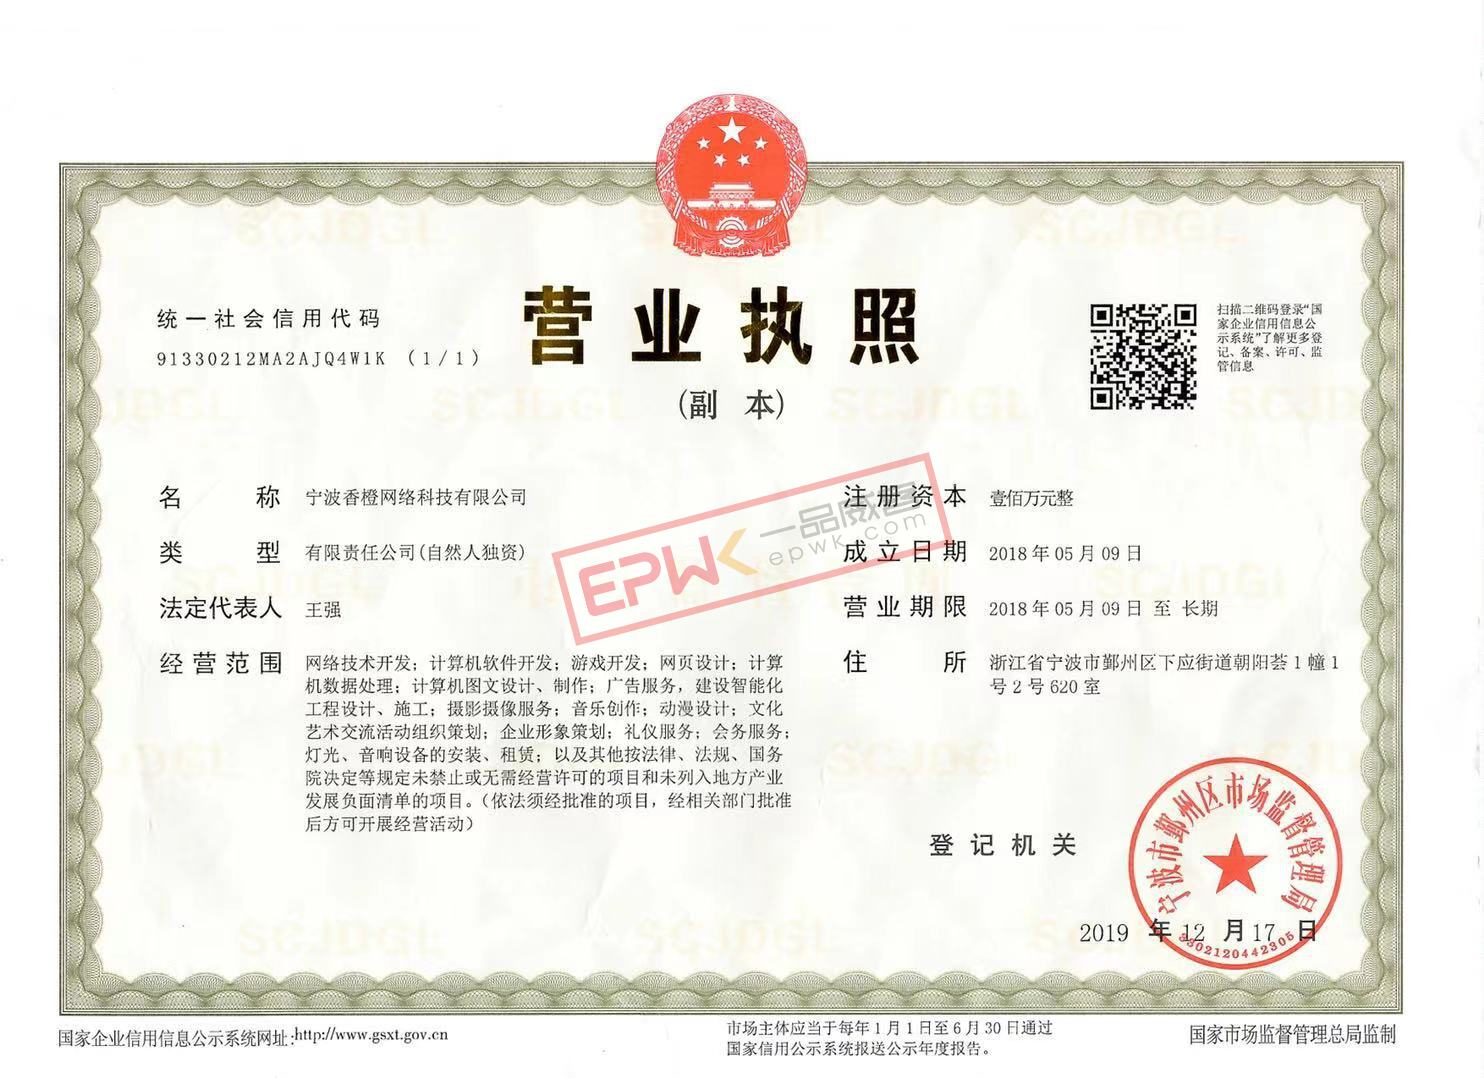 营业执照
(副 本)
统一社会信用代码
91330212MA2AJQ4W1K (1/1)
扫描二维码登录“国
家企业信用信息公
示系统”了解更多登
记、备案、许可、监
管信息
名 称 宁波香橙网络科技有限公司
类 型 有限责任公司(自然人独资)
法定代表人 王强
经营范围 网络技术开发;计算机软件开发;游戏开发;网页设计;计算
机数据处理;计算机图文设计、制作;广告服务,建设智能化
工程设计、施工;摄影摄像服务;音乐创作;动漫设计;文化
艺术交流活动组织策划;企业形象策划;礼仪服务;会务服务;
灯光、音响设备的安装、租赁;以及其他按法律、法规、国务
院决定等规定未禁止或无需经营许可的项目和未列入地方产业
发展负面清单的项目。(依法须经批准的项目,经相关部门批准
后方可开展经营活动)
注册资本 壹佰万元整
成立日期 2018年05月09日
营业期限 2018年05月09日 至 长期
住 所 浙江省宁波市鄞州区下应街道朝阳荟1幢1
号2号620室
EPWK 一品威客
epwk.com
登记机关
宁波市鄞州区市场监督管理局
3302120442305
2019 年 12 月 17 日
国家企业信用信息公示系统网址:http://www.gsxt.gov.cn
市场主体应当于每年1月1日至6月30日通过
国家信用公示系统报送公示年度报告。
国家市场监督管理总局监制
SCJDGL SCJDGL
SCJDGL SCJDGL SCJDGL SCJDGL
SCJDGL SCJDGL
SCJDGL SCJDGL SCJDGL
SCJDGL SCJDGL